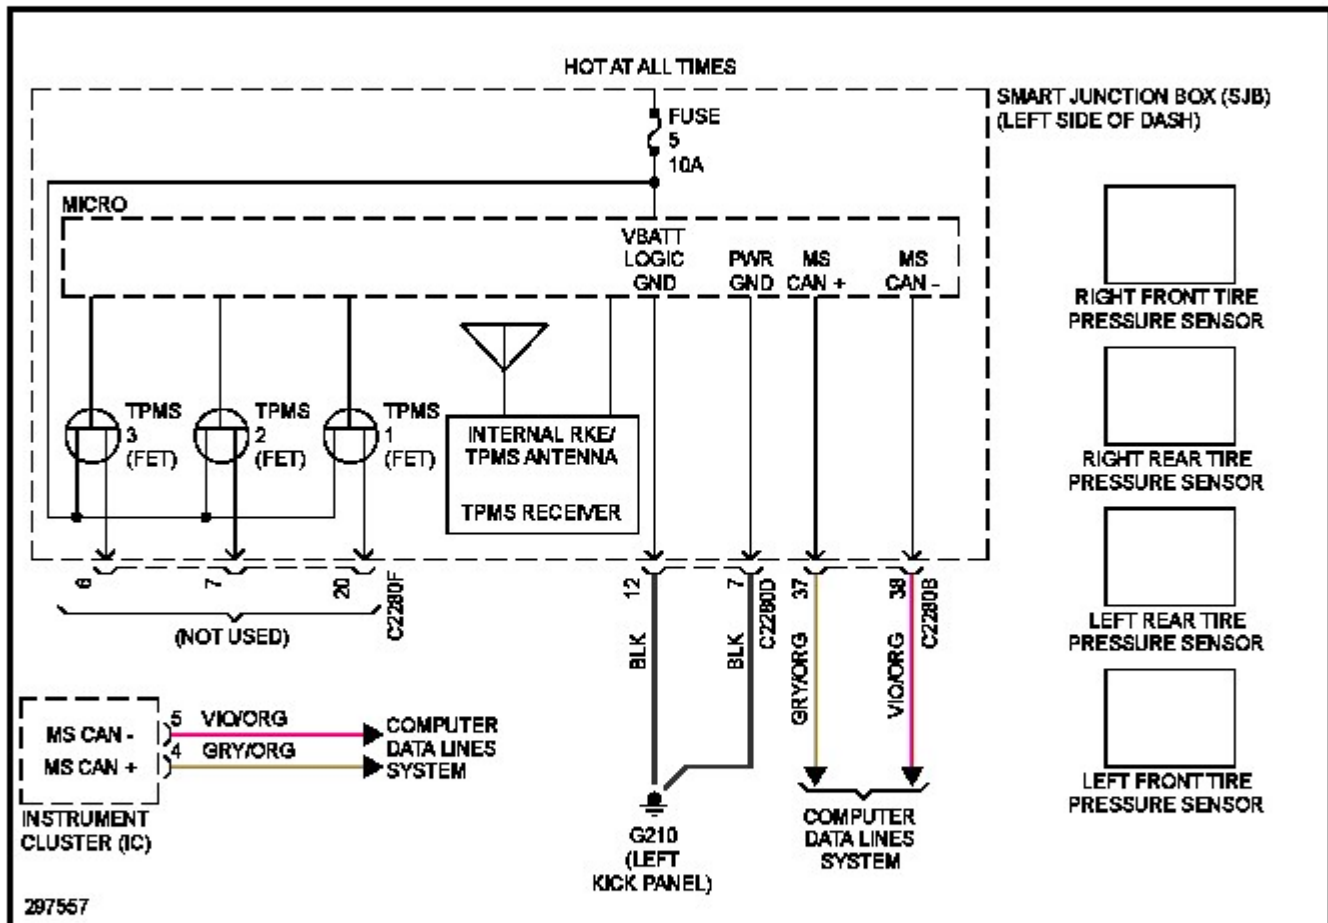 HOT AT ALL TIMES
SMART JUNCTION BOX (SJB)
(LEFT SIDE OF DASH)
FUSE
5
10A
MICRO
VBATT
LOGIC
GND
PWR
GND
MS
CAN +
MS
CAN -
TPMS
3
(FET)
TPMS
2
(FET)
TPMS
1
(FET)
INTERNAL RKE/
TPMS ANTENNA
TPMS RECEIVER
RIGHT FRONT TIRE
PRESSURE SENSOR
RIGHT REAR TIRE
PRESSURE SENSOR
LEFT REAR TIRE
PRESSURE SENSOR
LEFT FRONT TIRE
PRESSURE SENSOR
6
7
20
C2280F
(NOT USED)
12
7
C2280D
37
38
C2280B
BLK
BLK
GRY/ORG
VIO/ORG
MS CAN -
MS CAN +
5
VIO/ORG
4
GRY/ORG
COMPUTER
DATA LINES
SYSTEM
INSTRUMENT
CLUSTER (IC)
G210
(LEFT
KICK PANEL)
COMPUTER
DATA LINES
SYSTEM
297557